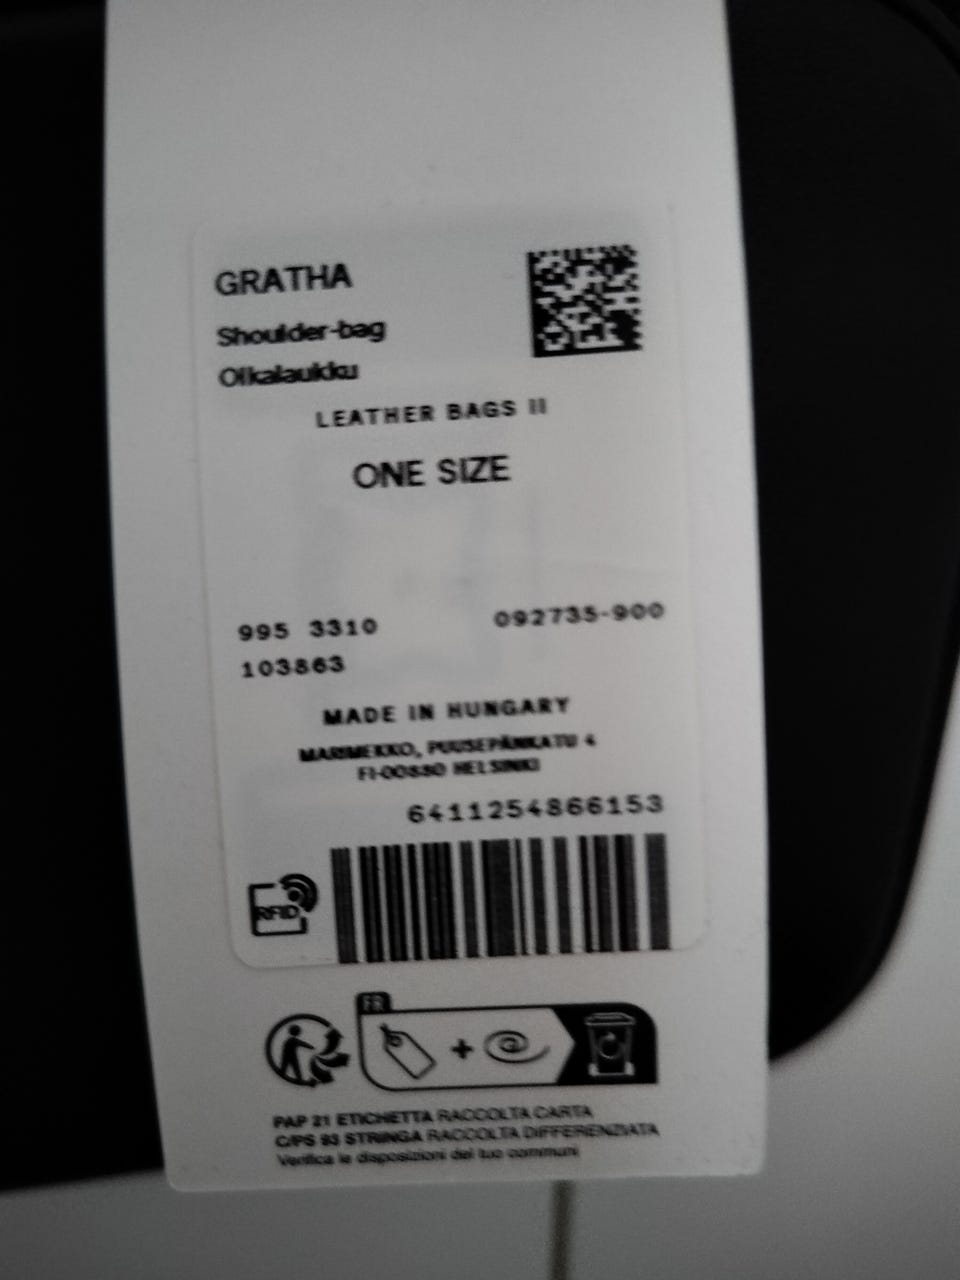 GRATHA
Shoulder-bag
Olkalaukku
LEATHER BAGS II
ONE SIZE
995 3310
092735-900
103863
MADE IN HUNGARY
MARIMEKKO, PUUSEPÄNKATU 4
FI-00880 HELSINKI
6411254866153
RFID
FR
PAP 21 ETICHETTA RACCOLTA CARTA
C/PS 93 STRINGA RACCOLTA DIFFERENZIATA
Verifica le disposizioni del tuo communi